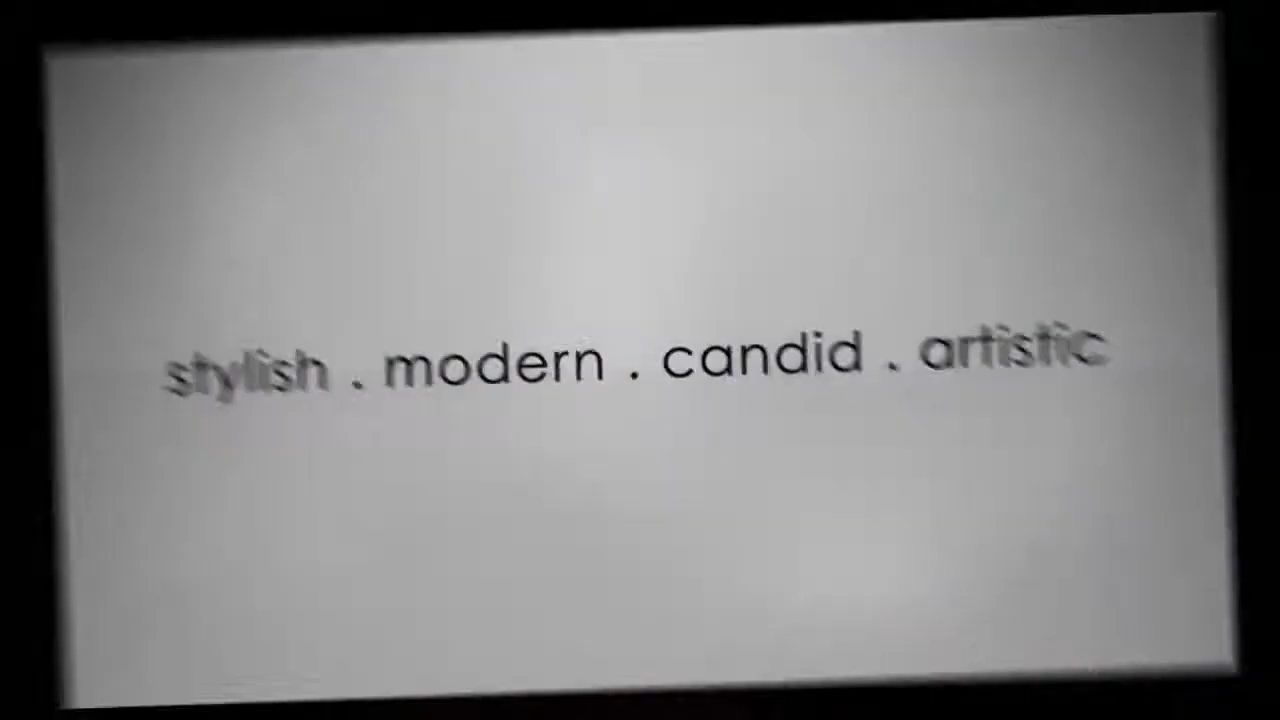 stylish . modern . candid . artistic